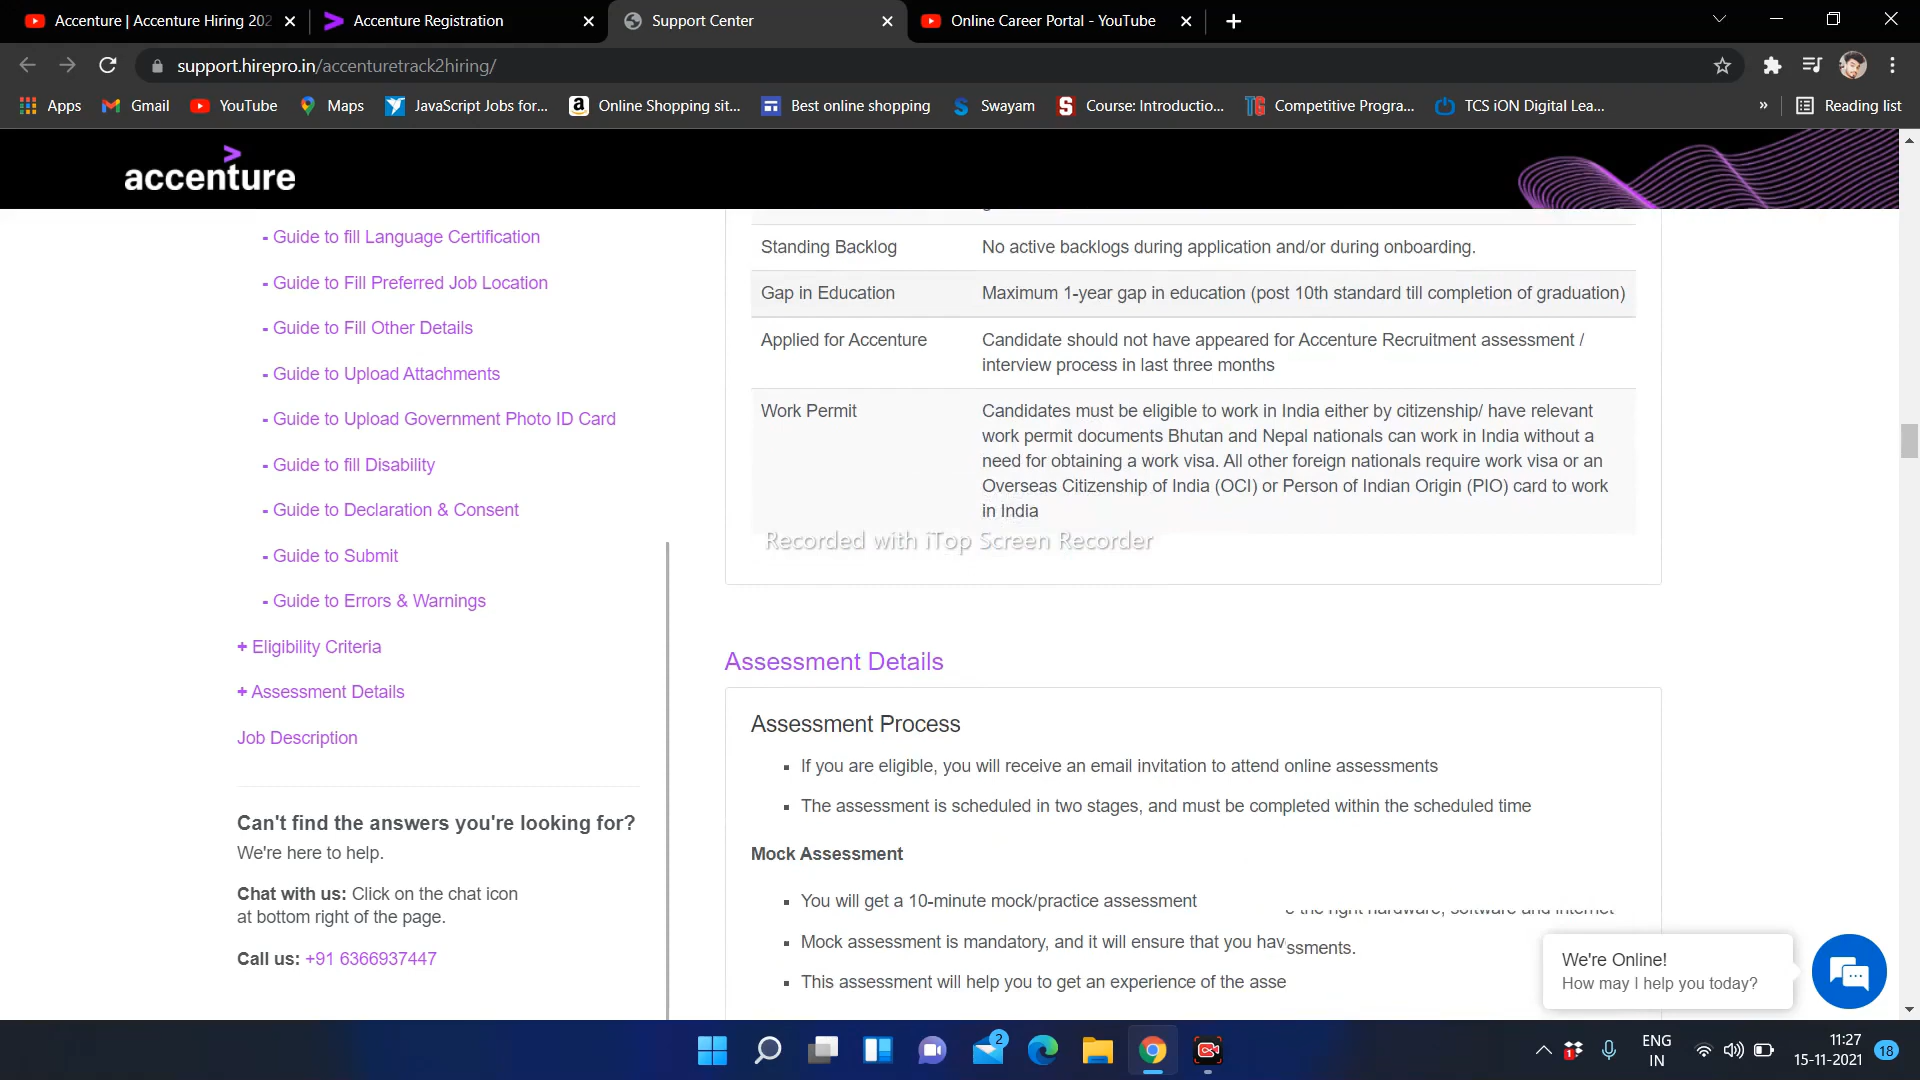 Accenture | Accenture Hiring 202
Accenture Registration
Support Center
Online Career Portal - YouTube
support.hirepro.in/accenturetrack2hiring/
Apps
Gmail
YouTube
Maps
JavaScript Jobs for...
Online Shopping sit...
Best online shopping
Swayam
Course: Introductio...
Competitive Progra...
TCS iON Digital Lea...
»
Reading list
accenture
- Guide to fill Language Certification
- Guide to Fill Preferred Job Location
- Guide to Fill Other Details
- Guide to Upload Attachments
- Guide to Upload Government Photo ID Card
- Guide to fill Disability
- Guide to Declaration & Consent
- Guide to Submit
- Guide to Errors & Warnings
+ Eligibility Criteria
+ Assessment Details
Job Description
Can't find the answers you're looking for?
We're here to help.
Chat with us: Click on the chat icon
at bottom right of the page.
Call us: +91 6366937447
Standing Backlog
No active backlogs during application and/or during onboarding.
Gap in Education
Maximum 1-year gap in education (post 10th standard till completion of graduation)
Applied for Accenture
Candidate should not have appeared for Accenture Recruitment assessment /
interview process in last three months
Work Permit
Candidates must be eligible to work in India either by citizenship/ have relevant
work permit documents Bhutan and Nepal nationals can work in India without a
need for obtaining a work visa. All other foreign nationals require work visa or an
Overseas Citizenship of India (OCI) or Person of Indian Origin (PIO) card to work
in India
Recorded with iTop Screen Recorder
Assessment Details
Assessment Process
▪ If you are eligible, you will receive an email invitation to attend online assessments
▪ The assessment is scheduled in two stages, and must be completed within the scheduled time
Mock Assessment
▪ You will get a 10-minute mock/practice assessment
e the right hardware, software and internet
▪ Mock assessment is mandatory, and it will ensure that you hav
ssments.
▪ This assessment will help you to get an experience of the asse
We're Online!
How may I help you today?
2
1
ENG
IN
11:27
15-11-2021
18